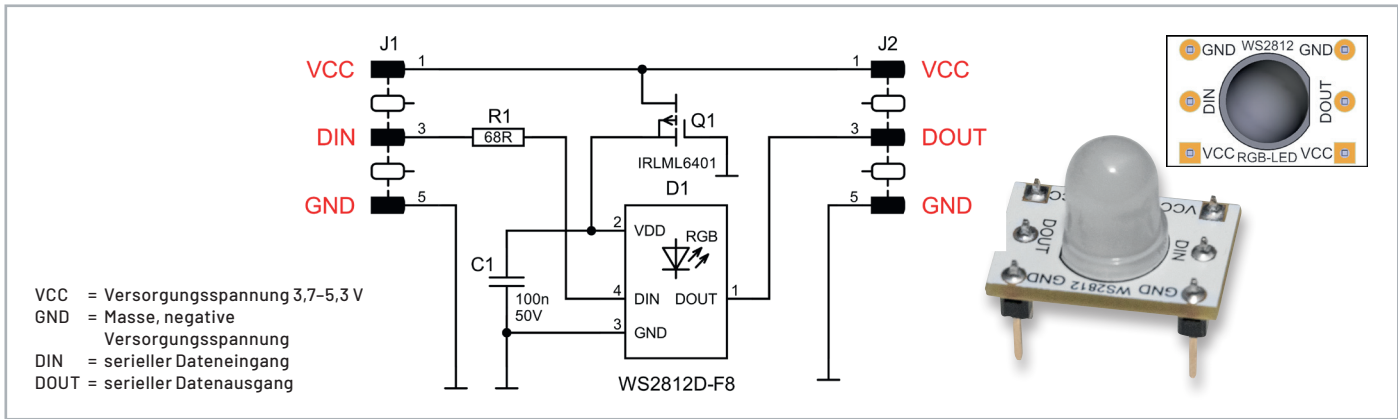 J1
J2
VCC 1
1 VCC
DIN 3
R1
68R
Q1
IRLML6401
3 DOUT
GND 5
5 GND
D1
2 VDD
RGB
C1
100n
50V
4 DIN
DOUT 1
3 GND
WS2812D-F8
VCC = Versorgungsspannung 3,7–5,3 V
GND = Masse, negative
Versorgungsspannung
DIN = serieller Dateneingang
DOUT = serieller Datenausgang
GND WS2812 GND
DIN
DOUT
VCC RGB-LED VCC
VCC
DOUT
DIN
GND WS2812 GND